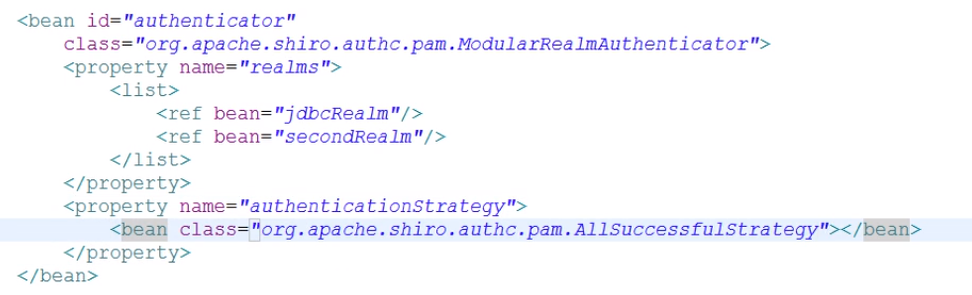 <bean id="authenticator"
class="org.apache.shiro.authc.pam.ModularRealmAuthenticator">
<property name="realms">
<list>
<ref bean="jdbcRealm"/>
<ref bean="secondRealm"/>
</list>
</property>
<property name="authenticationStrategy">
<bean class="org.apache.shiro.authc.pam.AllSuccessfulStrategy"></bean>
</property>
</bean>